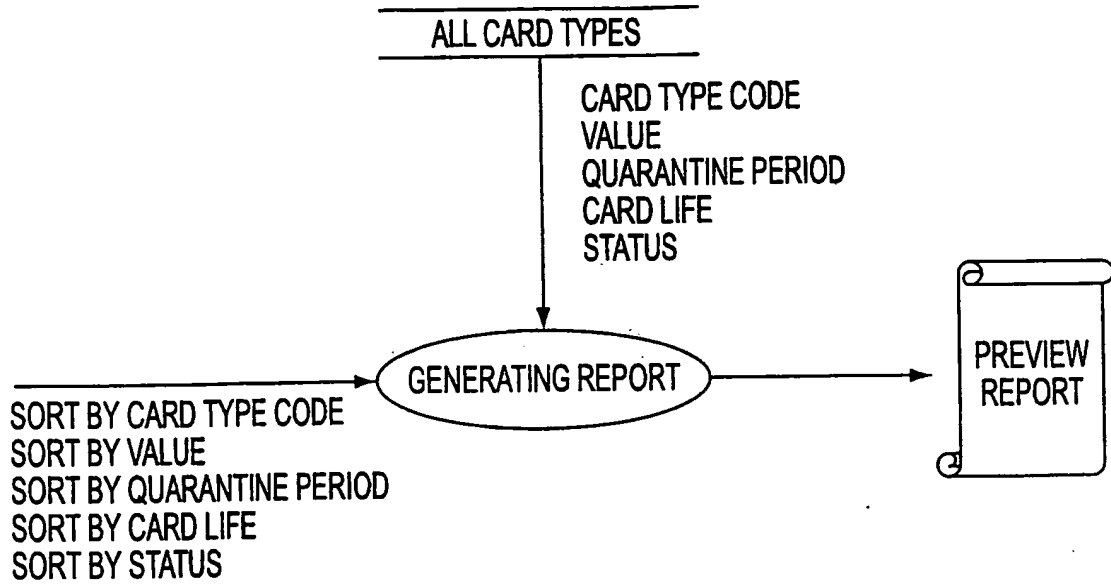 ALL CARD TYPES
CARD TYPE CODE
VALUE
QUARANTINE PERIOD
CARD LIFE
STATUS
GENERATING REPORT
PREVIEW
REPORT
SORT BY CARD TYPE CODE
SORT BY VALUE
SORT BY QUARANTINE PERIOD
SORT BY CARD LIFE
SORT BY STATUS